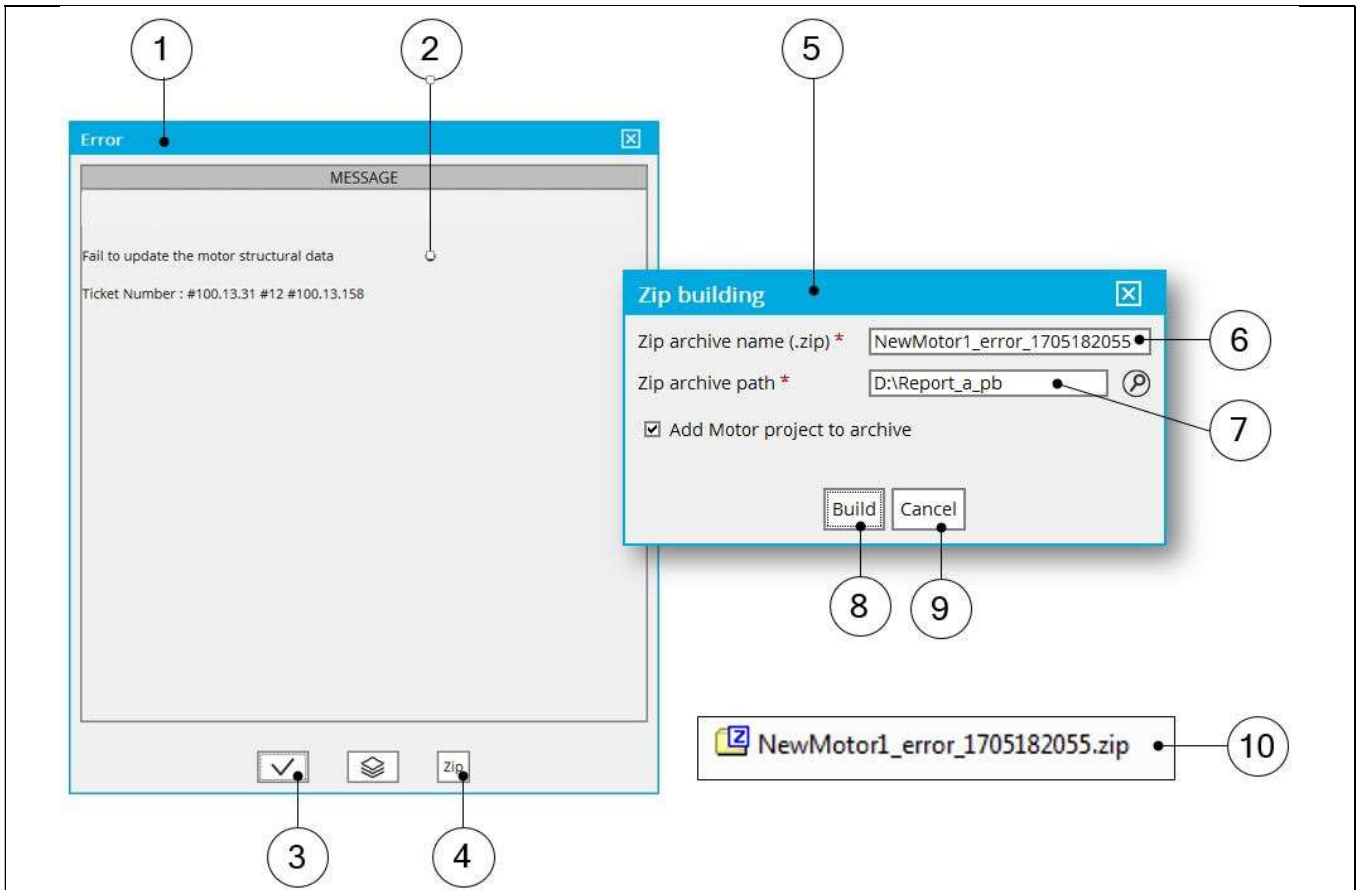 1
2
5
Error
MESSAGE
Fail to update the motor structural data
Ticket Number : #100.13.31 #12 #100.13.158
Zip building
Zip archive name (.zip) * NewMotor1_error_1705182055
6
Zip archive path * D:\Report_a_pb
7
Add Motor project to archive
Build Cancel
8
9
NewMotor1_error_1705182055.zip
10
Zip
3
4